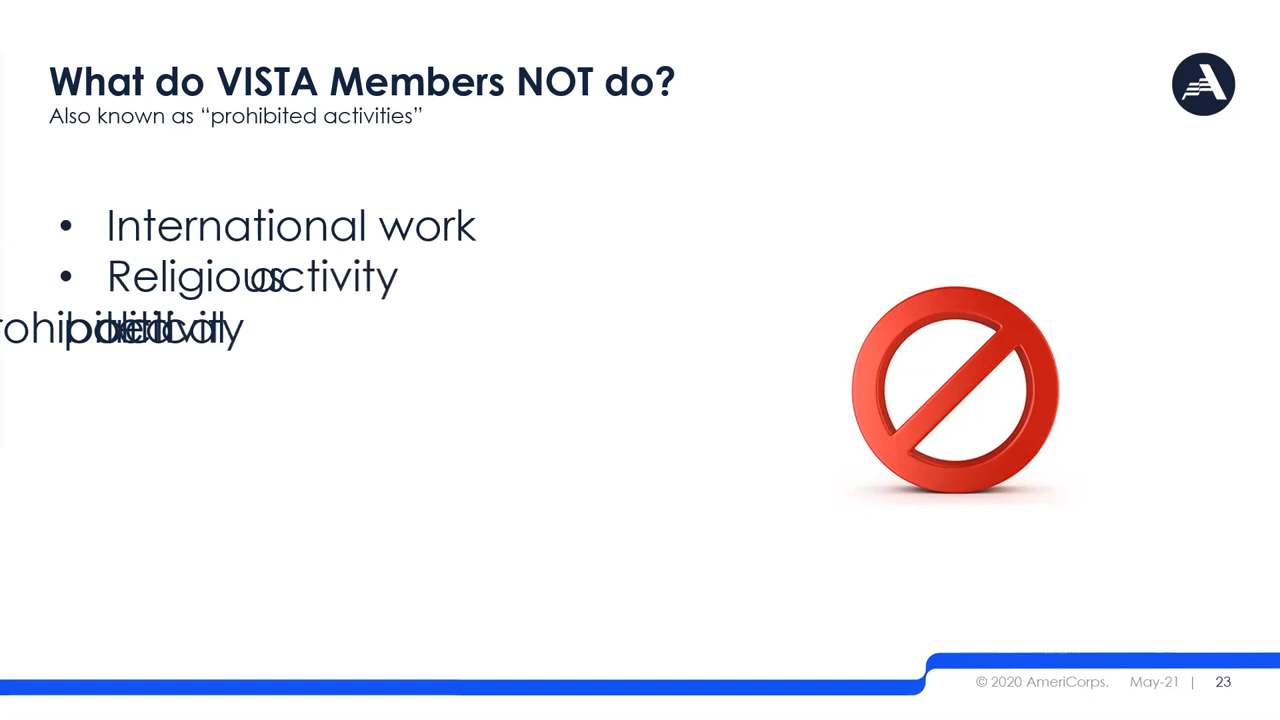 What do VISTA Members NOT do?
Also known as “prohibited activities”
• International work
• Religious activity
© 2020 AmeriCorps. May-21 | 23